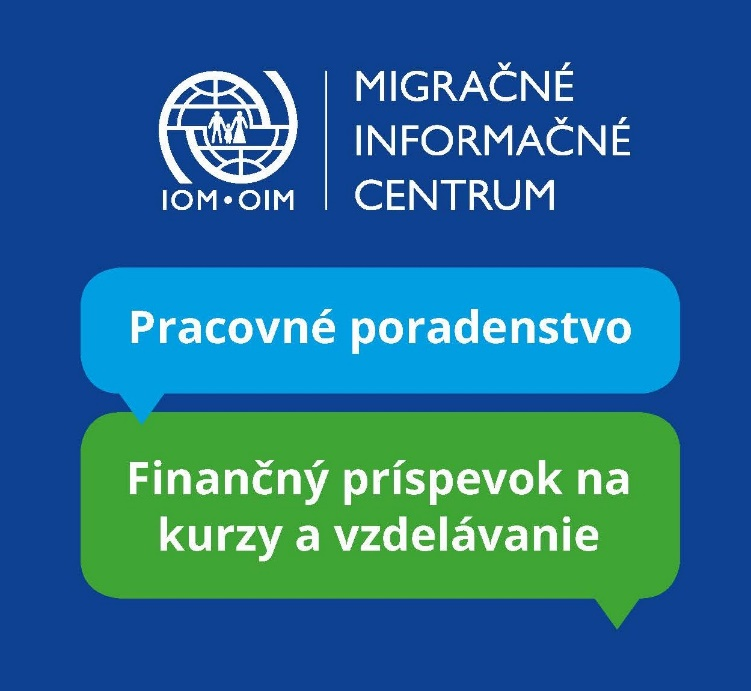 MIGRAČNÉ
INFORMAČNÉ
CENTRUM
IOM•OIM
Pracovné poradenstvo
Finančný príspevok na
kurzy a vzdelávanie